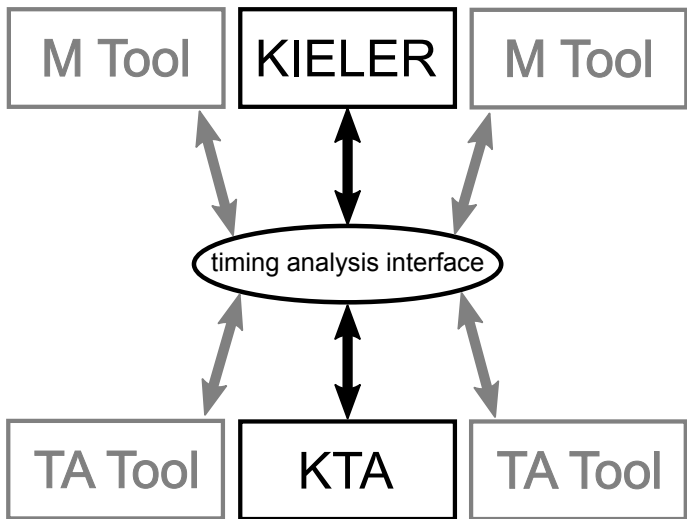 M Tool
KIELER
M Tool
timing analysis interface
TA Tool
KTA
TA Tool